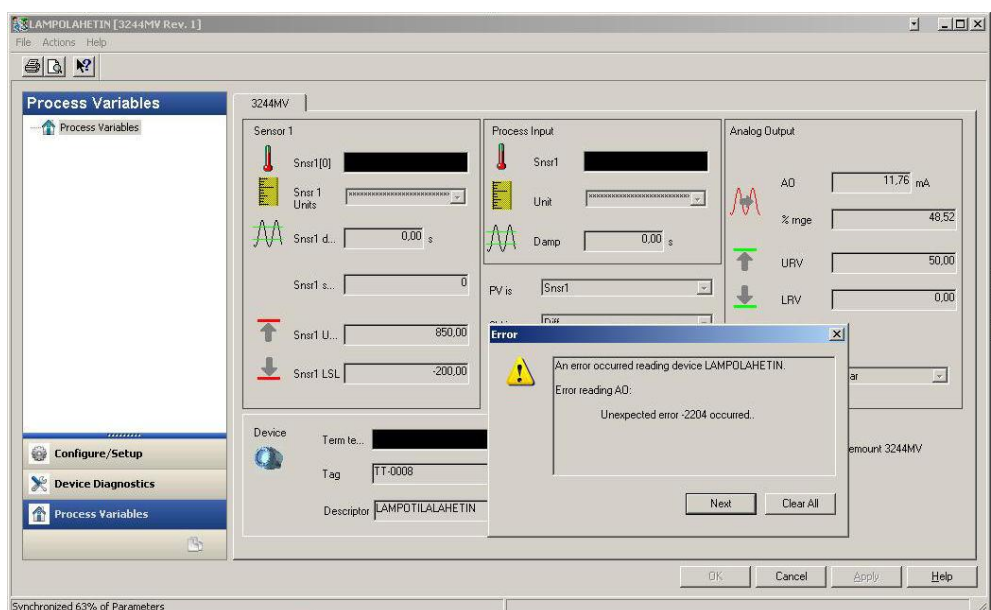 LAMPOLAHETIN [3244MV Rev. 1]
File Actions Help
Process Variables
Process Variables
Configure/Setup
Device Diagnostics
Process Variables
3244MV
Sensor 1
Snsr1[0]
Snsr 1
Units
Snsr1 d... 0,00 s
Snsr1 s... 0
Snsr1 U... 850,00
Snsr1 LSL -200,00
Process Input
Snsr1
Unit
Damp 0,00 s
PV is Snsr1
Diff
Analog Output
AO 11,76 mA
% rnge 48,52
URV 50,00
LRV 0,00
ar
Device
Term te...
Tag TT-0008
Descriptor LAMPOTILALAHETIN
emount 3244MV
Error
An error occurred reading device LAMPOLAHETIN.
Error reading AO:
Unexpected error -2204 occurred..
Next Clear All
OK Cancel Apply Help
Synchronized 63% of Parameters